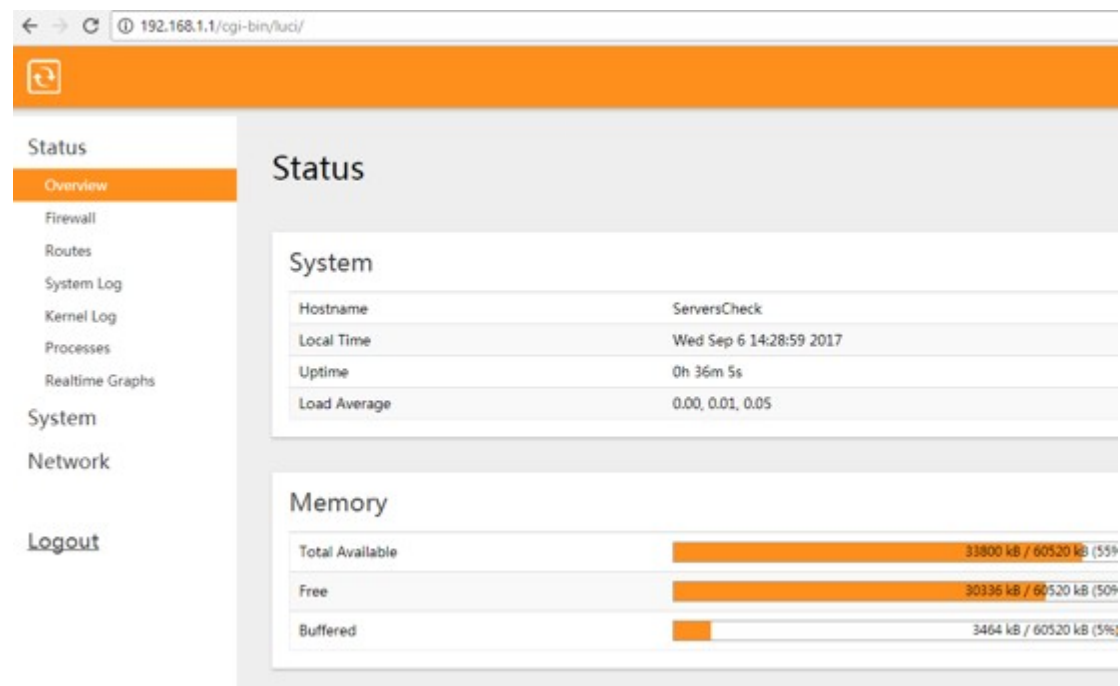 192.168.1.1/cgi-bin/luci/
Status
Overview
Firewall
Routes
System Log
Kernel Log
Processes
Realtime Graphs
System
Network
Logout
Status
System
Hostname ServersCheck
Local Time Wed Sep 6 14:28:59 2017
Uptime 0h 36m 5s
Load Average 0.00, 0.01, 0.05
Memory
Total Available 33800 kB / 60520 kB (55%
Free 30336 kB / 60520 kB (50%
Buffered 3464 kB / 60520 kB (5%)